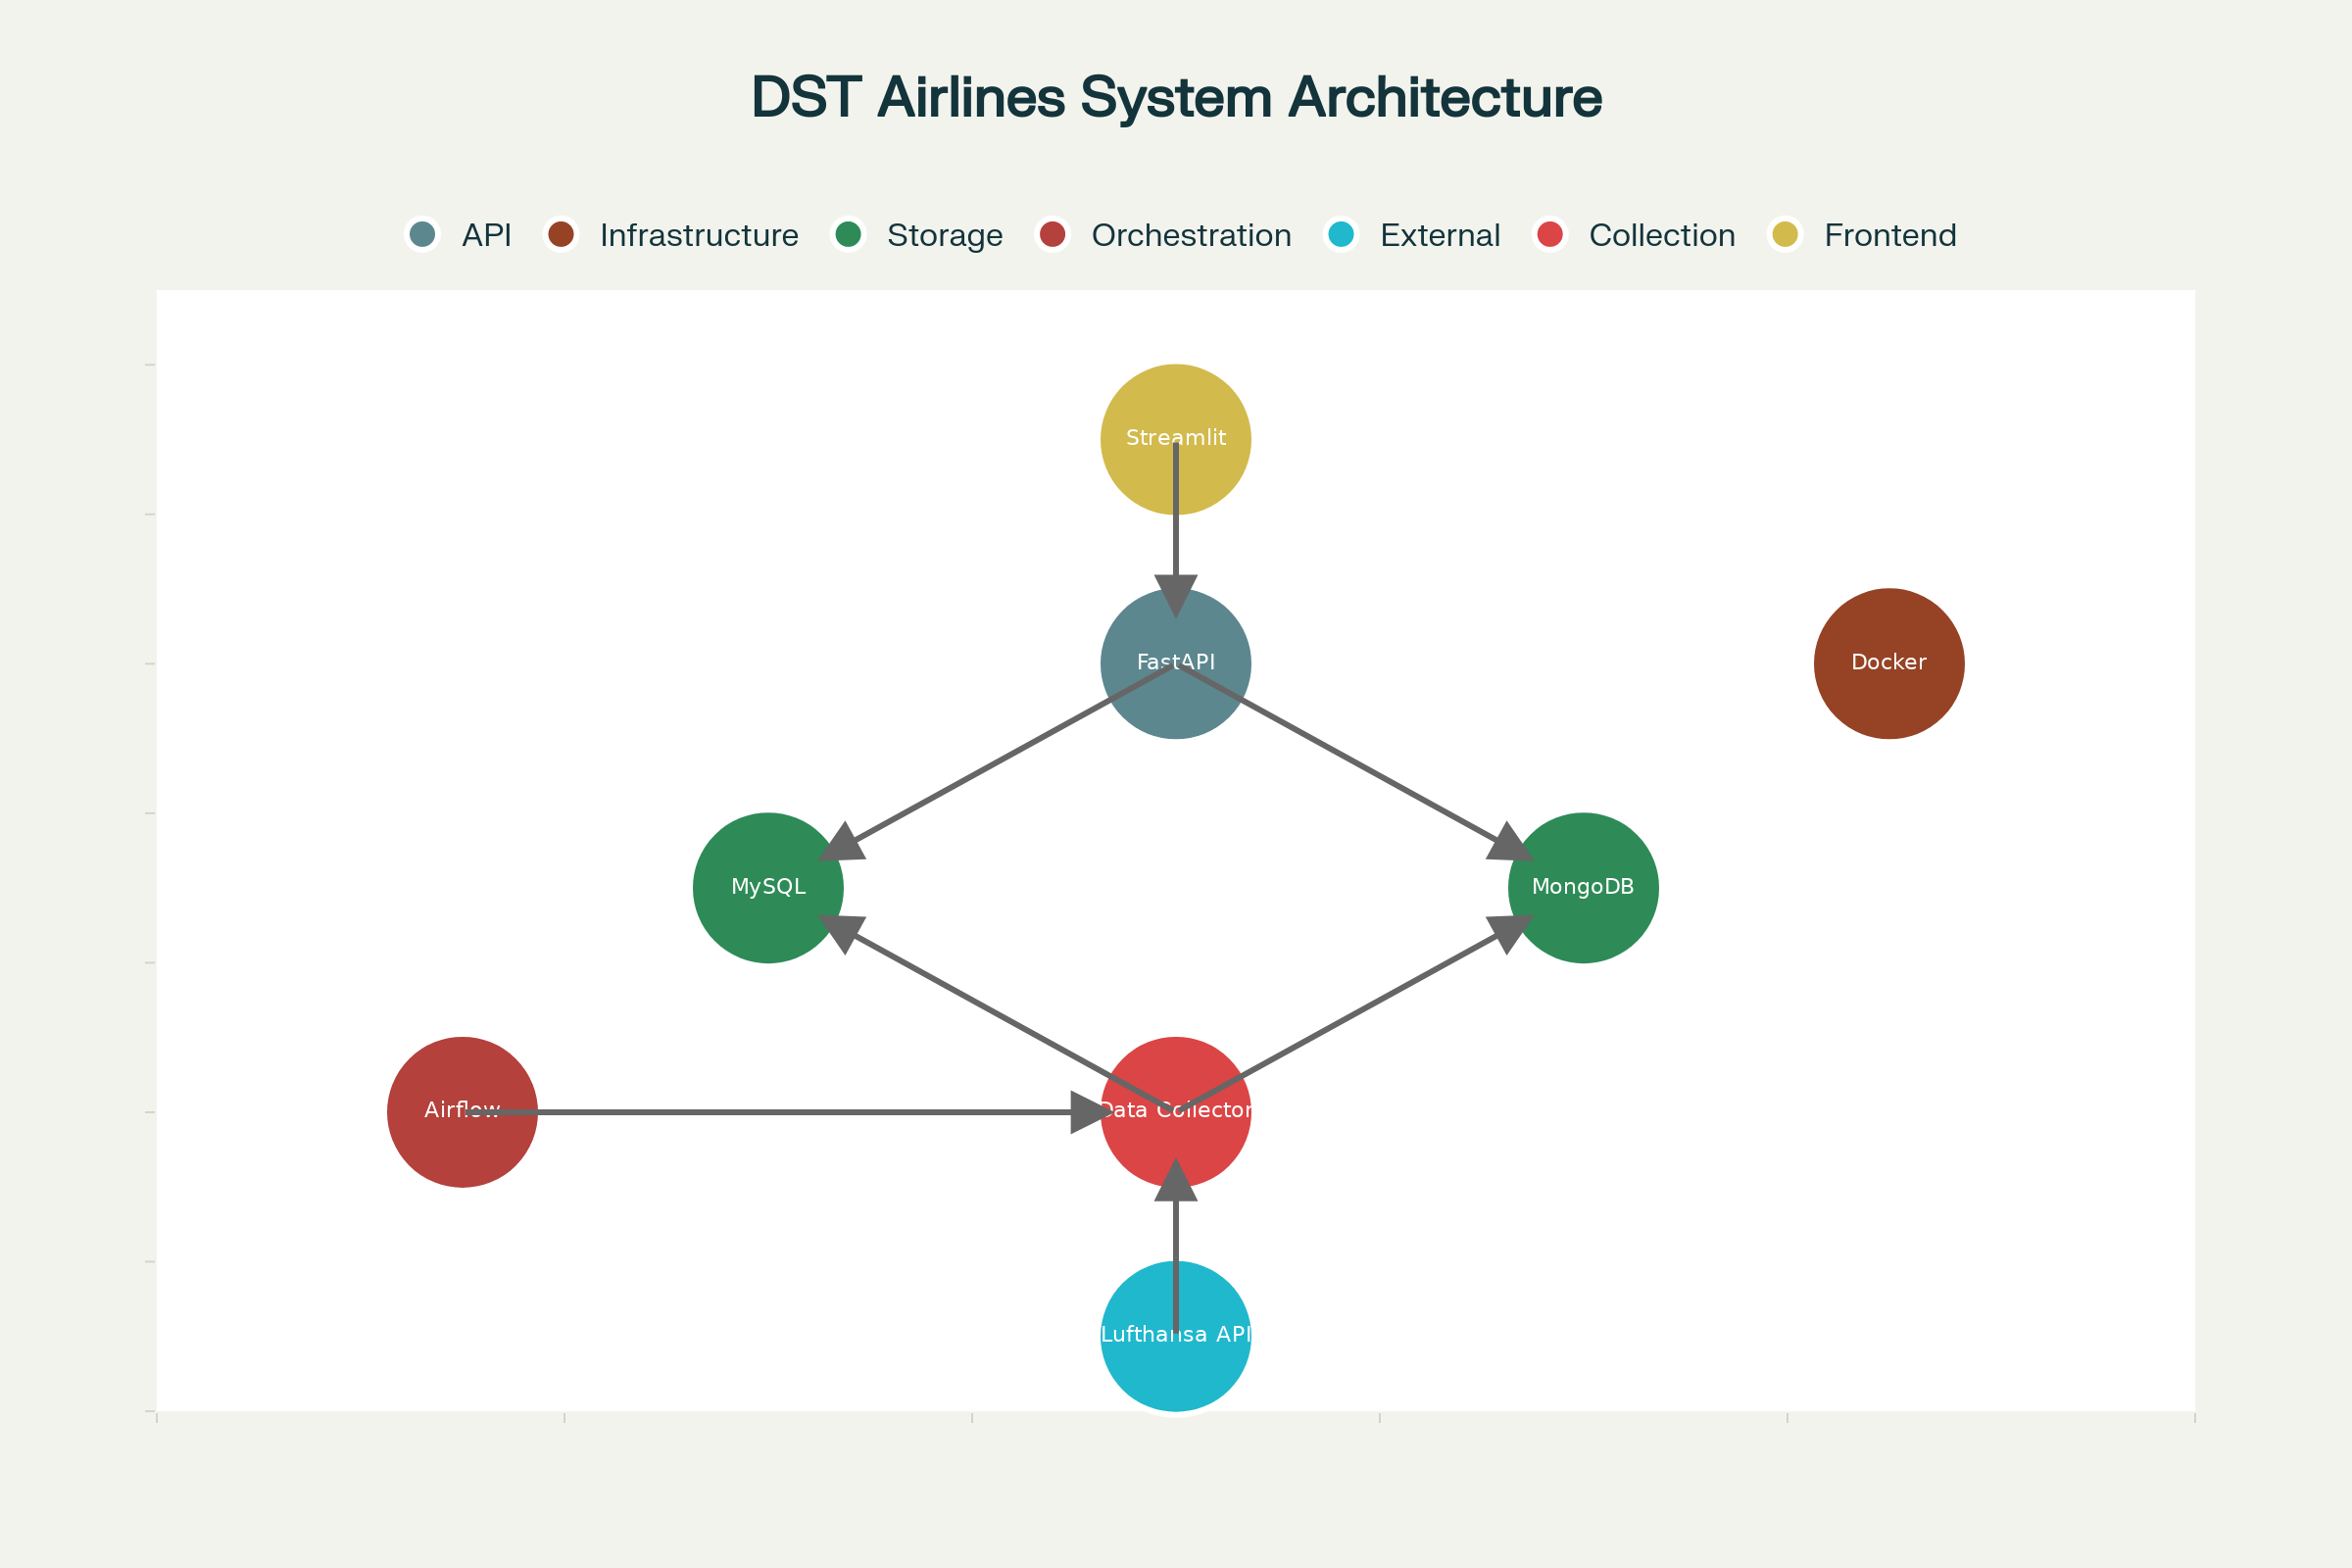 DST Airlines System Architecture
API Infrastructure Storage Orchestration External Collection Frontend
Streamlit
FastAPI
Docker
MySQL
MongoDB
Airflow
Data Collector
Lufthansa API